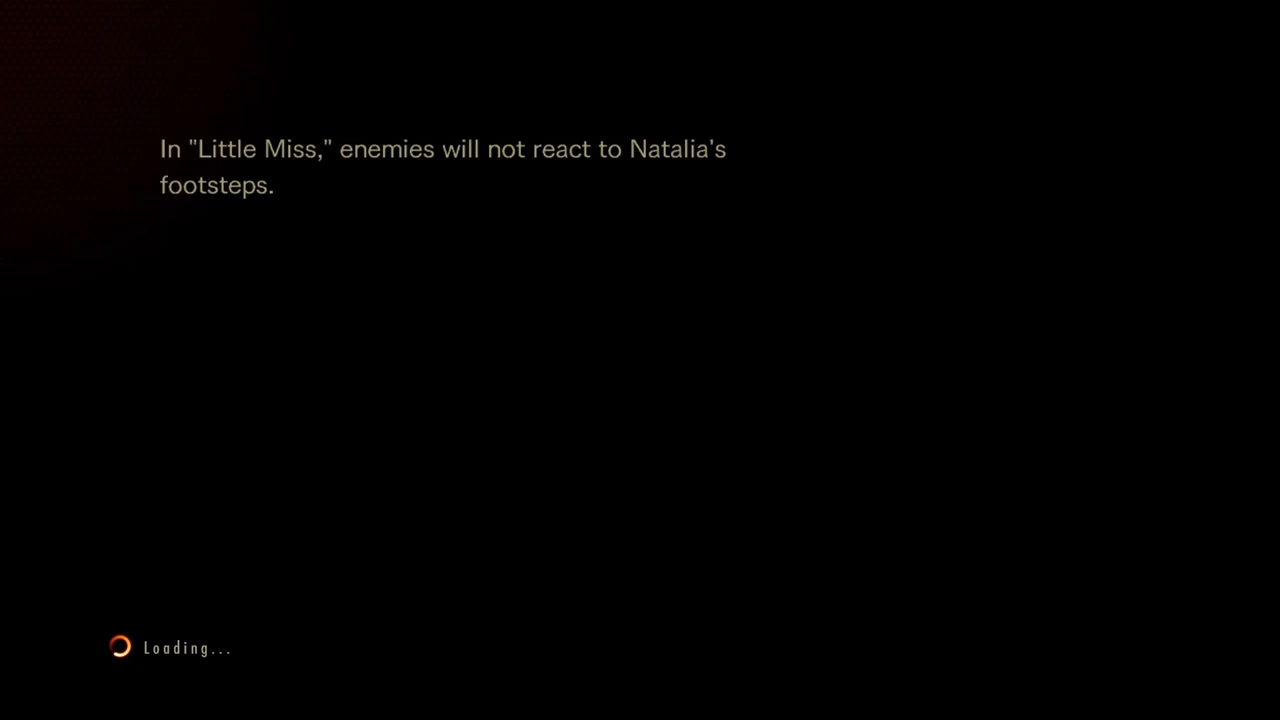 In "Little Miss," enemies will not react to Natalia's
footsteps.
Loading...